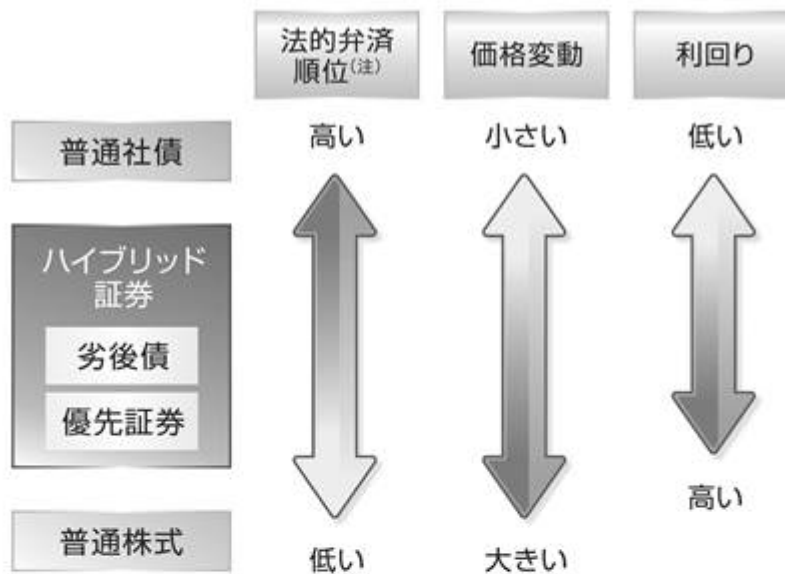 法的弁済
順位(注)
価格変動
利回り
普通社債
高い
小さい
低い
ハイブリッド
証券
劣後債
優先証券
高い
普通株式
低い
大きい